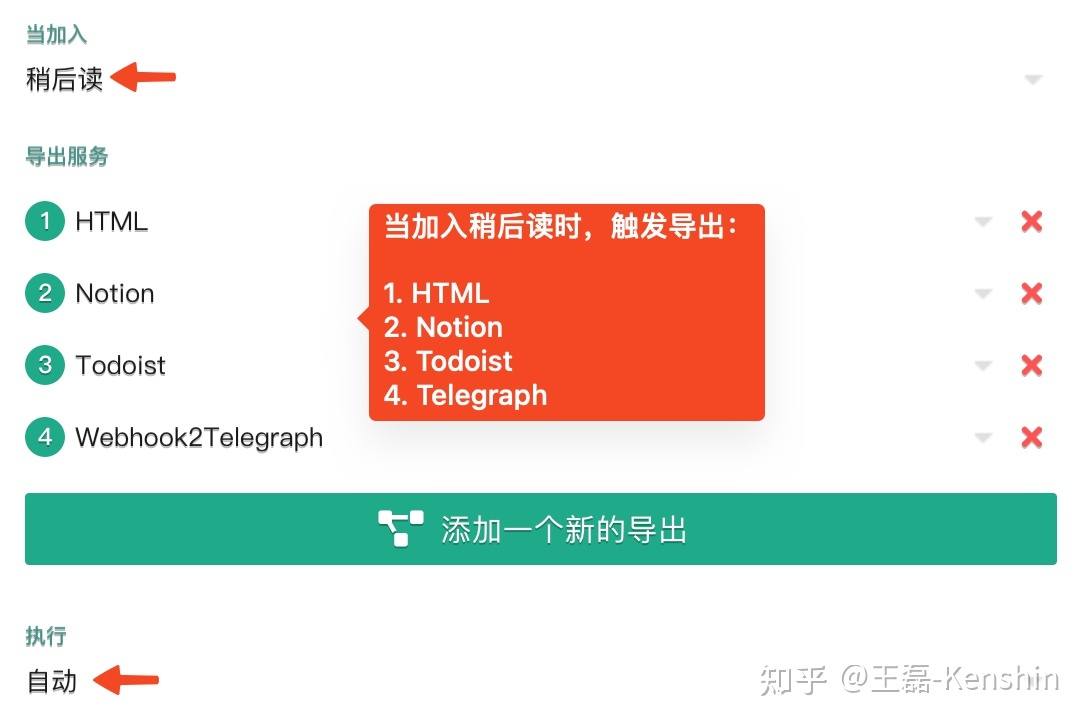 当加入
稍后读
导出服务
1 HTML
2 Notion
3 Todoist
4 Webhook2Telegraph
当加入稍后读时，触发导出：
1. HTML
2. Notion
3. Todoist
4. Telegraph
添加一个新的导出
执行
自动
知乎 @王磊-Kenshin